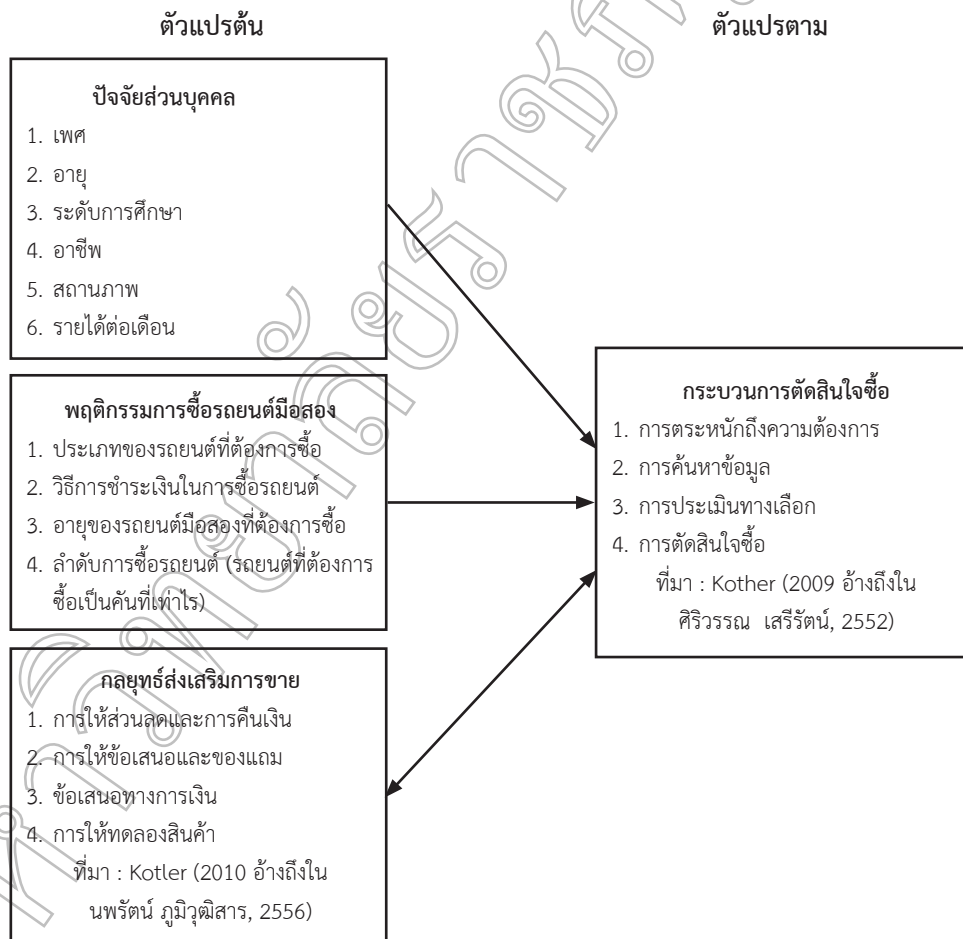 ตัวแปรต้น
ตัวแปรตาม
ปัจจัยส่วนบุคคล
1. เพศ
2. อายุ
3. ระดับการศึกษา
4. อาชีพ
5. สถานภาพ
6. รายได้ต่อเดือน
พฤติกรรมการซื้อรถยนต์มือสอง
1. ประเภทของรถยนต์ที่ต้องการซื้อ
2. วิธีการชำระเงินในการซื้อรถยนต์
3. อายุของรถยนต์มือสองที่ต้องการซื้อ
4. ลำดับการซื้อรถยนต์ (รถยนต์ที่ต้องการ
ซื้อเป็นคันที่เท่าไร)
กลยุทธ์ส่งเสริมการขาย
1. การให้ส่วนลดและการคืนเงิน
2. การให้ข้อเสนอและของแถม
3. ข้อเสนอทางการเงิน
4. การให้ทดลองสินค้า
ที่มา : Kotler (2010 อ้างถึงใน
นพรัตน์ ภูมิวุฒิสาร, 2556)
กระบวนการตัดสินใจซื้อ
1. การตระหนักถึงความต้องการ
2. การค้นหาข้อมูล
3. การประเมินทางเลือก
4. การตัดสินใจซื้อ
ที่มา : Kother (2009 อ้างถึงใน
ศิริวรรณ เสรีรัตน์, 2552)